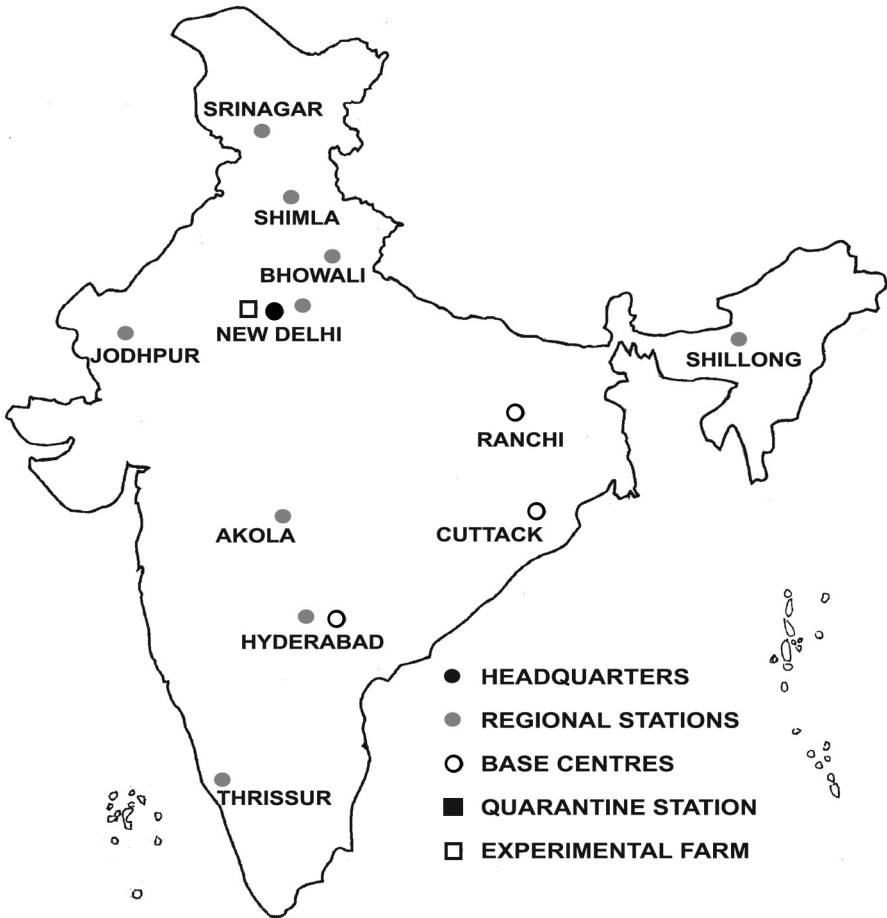 SRINAGAR
SHIMLA
BHOWALI
NEW DELHI
JODHPUR
SHILLONG
RANCHI
AKOLA
CUTTACK
HYDERABAD
HEADQUARTERS
REGIONAL STATIONS
BASE CENTRES
THRISSUR
QUARANTINE STATION
EXPERIMENTAL FARM